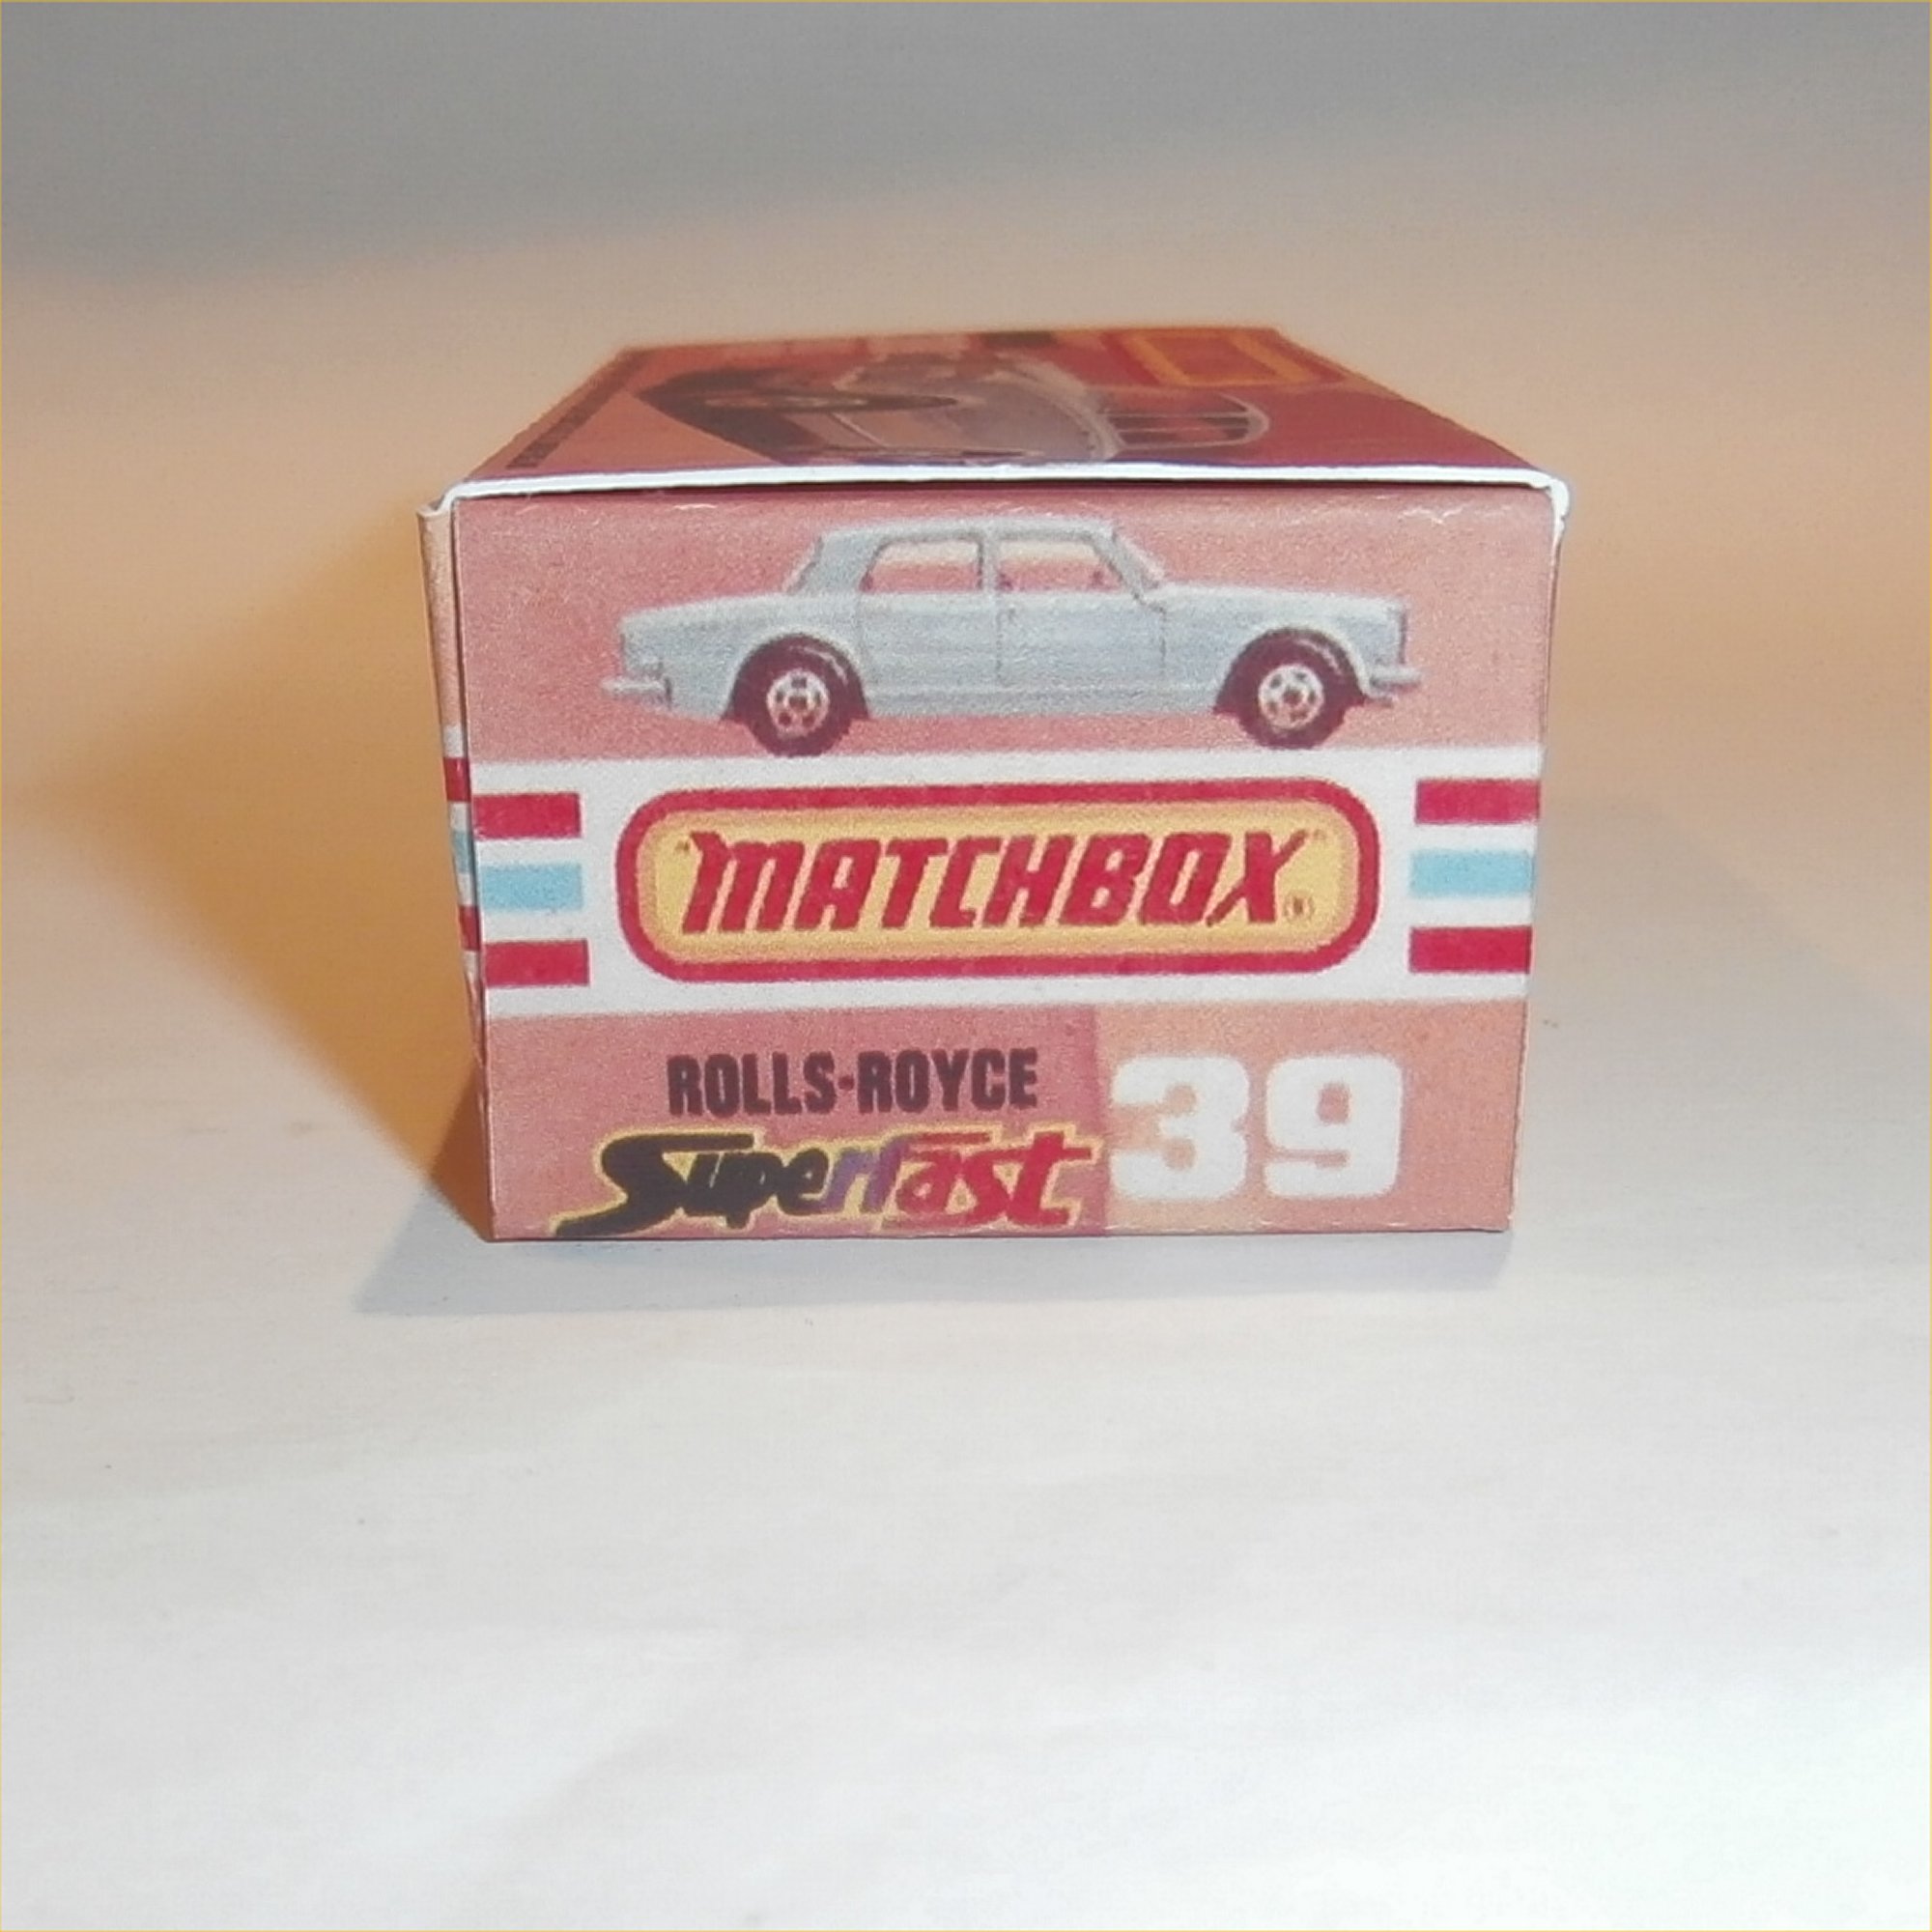 "MATCHBOX"®
ROLLS-ROYCE
Superfast
39